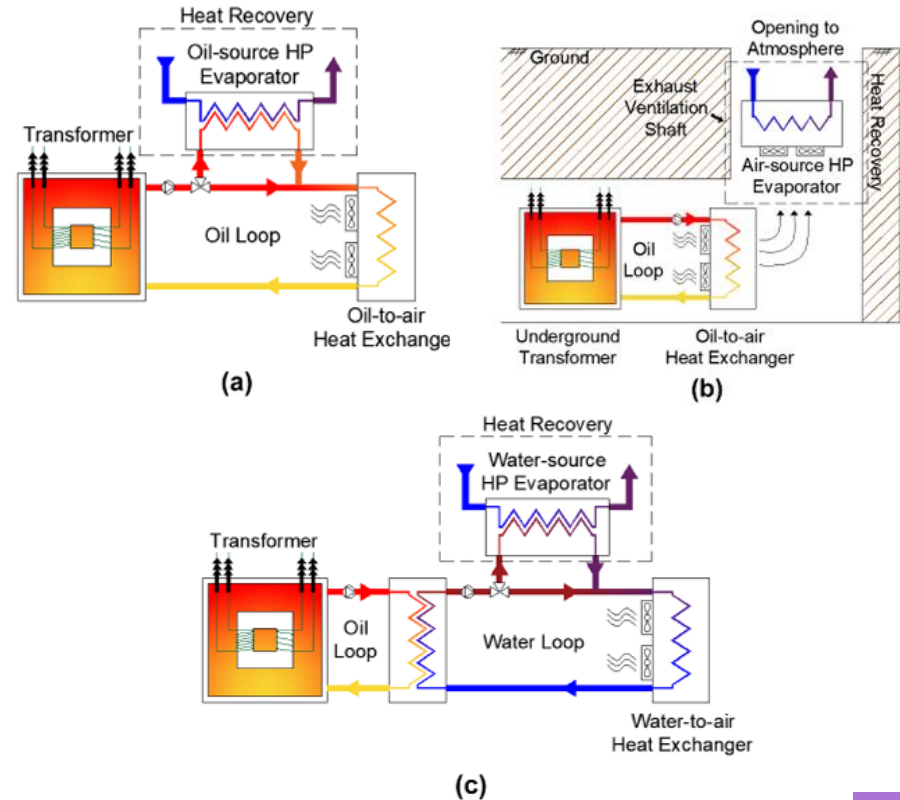 Heat Recovery
Oil-source HP
Evaporator
Transformer
Oil Loop
Oil-to-air
Heat Exchange
(a)
Opening to
Atmosphere
Ground
Exhaust
Ventilation
Shaft
Heat Recovery
Air-source HP
Evaporator
Oil
Loop
Underground
Transformer
Oil-to-air
Heat Exchanger
(b)
Heat Recovery
Water-source
HP Evaporator
Transformer
Oil
Loop
Water Loop
Water-to-air
Heat Exchanger
(c)